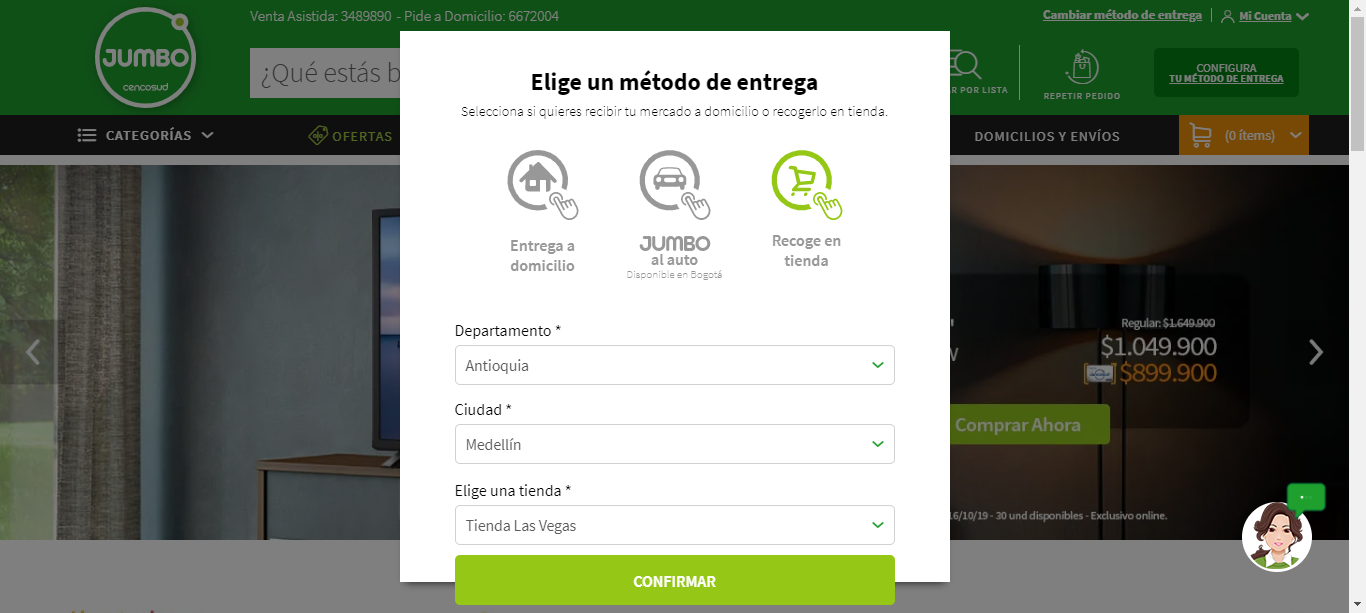 Venta Asistida: 3489890 - Pide a Domicilio: 6672004
Cambiar método de entrega
Mi Cuenta
JUMBO
cencosud
¿Qué estás b
R POR LISTA
REPETIR PEDIDO
CONFIGURA
TU MÉTODO DE ENTREGA
CATEGORÍAS
OFERTAS
DOMICILIOS Y ENVÍOS
(0 ítems)
Elige un método de entrega
Selecciona si quieres recibir tu mercado a domicilio o recogerlo en tienda.
Entrega a
domicilio
JUMBO
al auto
Disponible en Bogotá
Recoge en
tienda
Departamento *
Antioquia
Ciudad *
Medellín
Elige una tienda *
Tienda Las Vegas
CONFIRMAR
Regular: $1.649.900
$1.049.900
$899.900
Comprar Ahora
16/10/19 - 30 und disponibles - Exclusivo online.